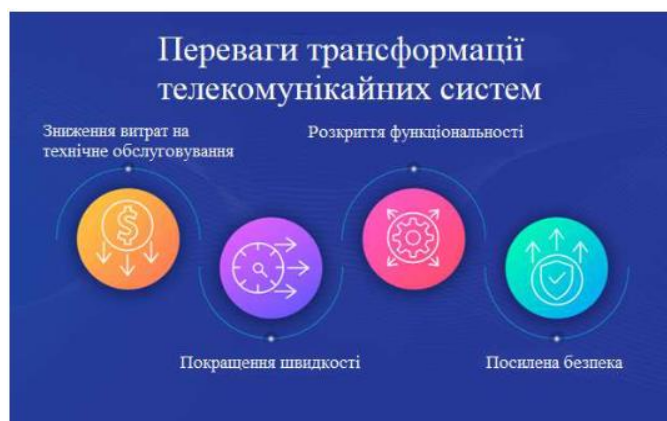 Переваги трансформації
телекомунікайних систем
Зниження витрат на
технічне обслуговування
Розкриття функціональності
Покращення швидкості
Посилена безпека